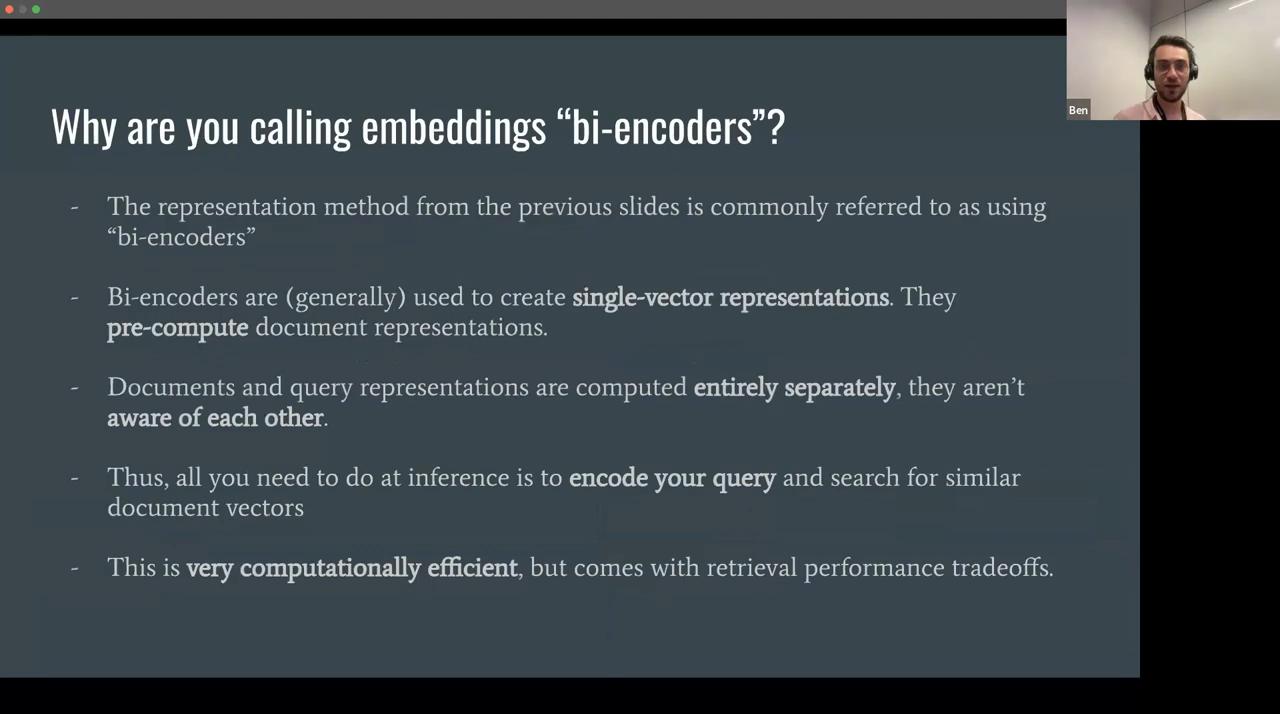 Why are you calling embeddings “bi-encoders”?
- The representation method from the previous slides is commonly referred to as using
“bi-encoders”
- Bi-encoders are (generally) used to create single-vector representations. They
pre-compute document representations.
- Documents and query representations are computed entirely separately, they aren’t
aware of each other.
- Thus, all you need to do at inference is to encode your query and search for similar
document vectors
- This is very computationally efficient, but comes with retrieval performance tradeoffs.
Ben